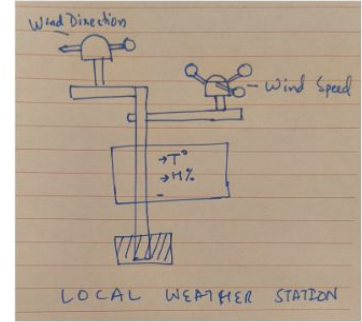 Wind Direction
- Wind Speed
→ T°
→ H%
LOCAL WEATHER STATION